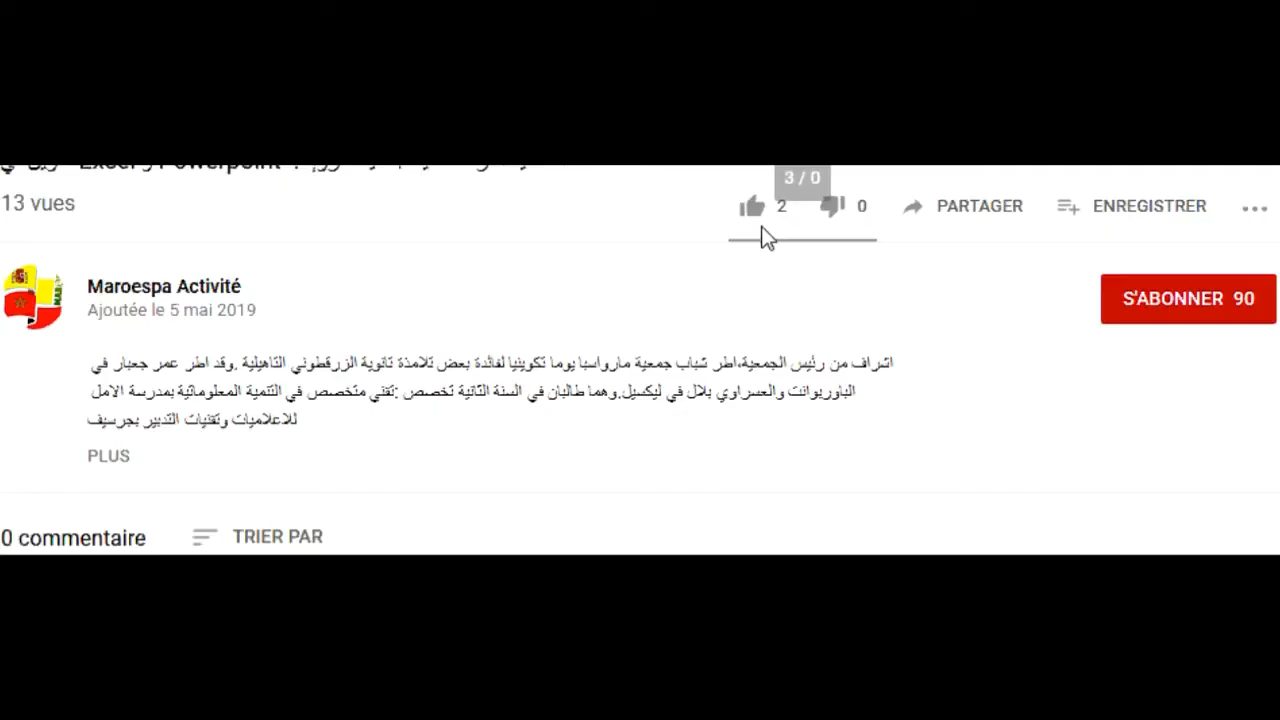 Excel و Powerpoint
13 vues
3 / 0
2
0
PARTAGER
ENREGISTRER
Maroespa Activité
Ajoutée le 5 mai 2019
S'ABONNER 90
اشراف من رئيس الجمعية،اطر شباب جمعية مارواسبا يوما تكوينيا لفائدة بعض تلامذة ثانوية الزرقطوني التاهيلية .وقد اطر عمر جعبار في
الباوربوانت والعسراوي بلال في ليكسيل.وهما طالبان في السنة الثانية تخصص :تقني متخصص في التنمية المعلوماتية بمدرسة الامل
للاعلاميات وتقنيات التدبير بجرسيف
PLUS
0 commentaire
TRIER PAR